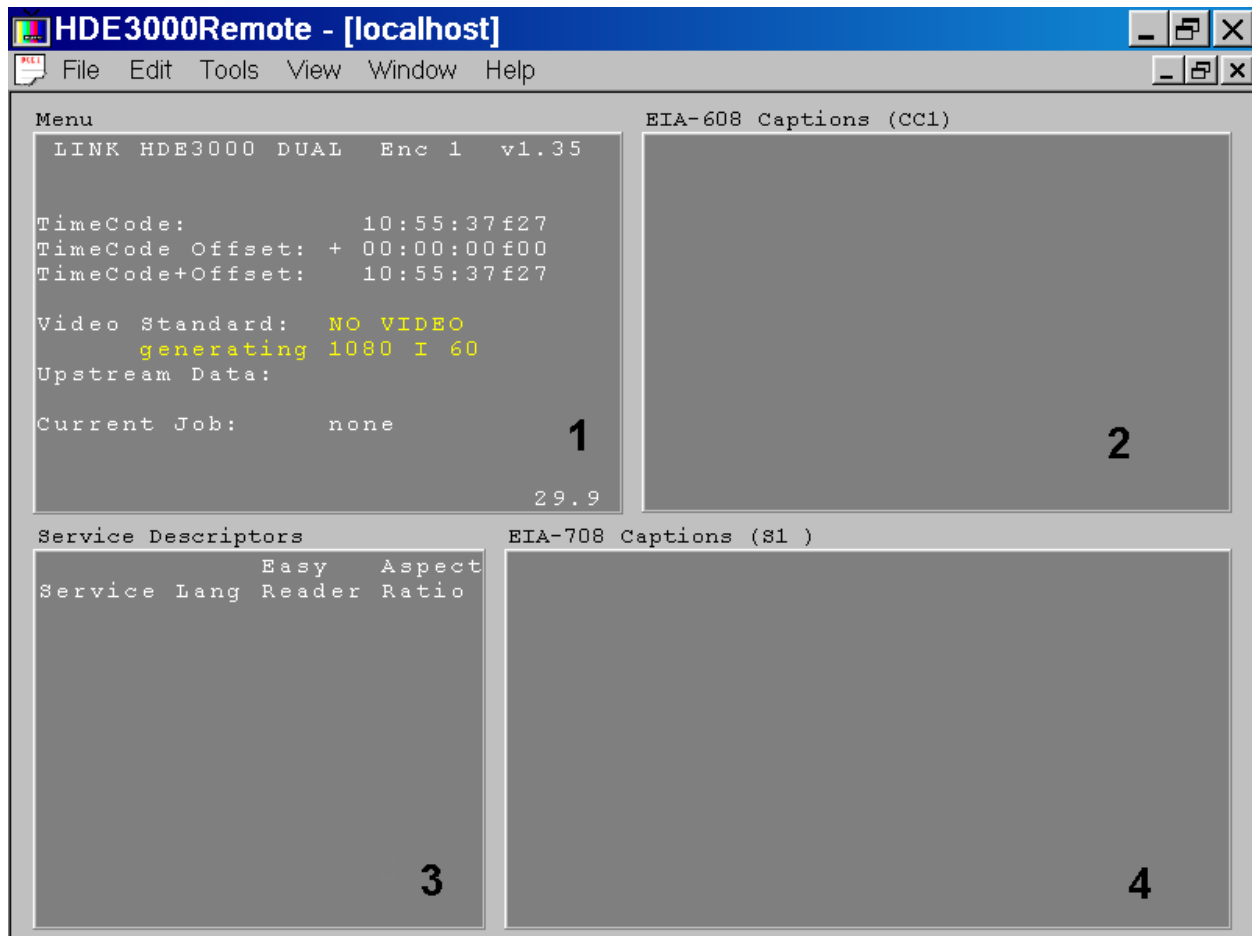 HDE3000Remote - [localhost]
File Edit Tools View Window Help
Menu
LINK HDE3000 DUAL Enc 1 v1.35
TimeCode: 10:55:37f27
TimeCode Offset: + 00:00:00f00
TimeCode+Offset: 10:55:37f27
Video Standard: NO VIDEO
generating 1080 I 60
Upstream Data:
Current Job: none
1
29.9
EIA-608 Captions (CC1)
2
Service Descriptors
Easy Aspect
Service Lang Reader Ratio
3
EIA-708 Captions (S1 )
4